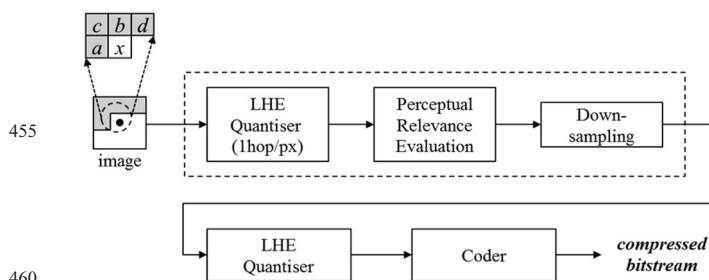 c b d
a x
455
image
LHE
Quantiser
(1hop/px)
Perceptual
Relevance
Evaluation
Down-
sampling
460
LHE
Quantiser
Coder
compressed
bitstream